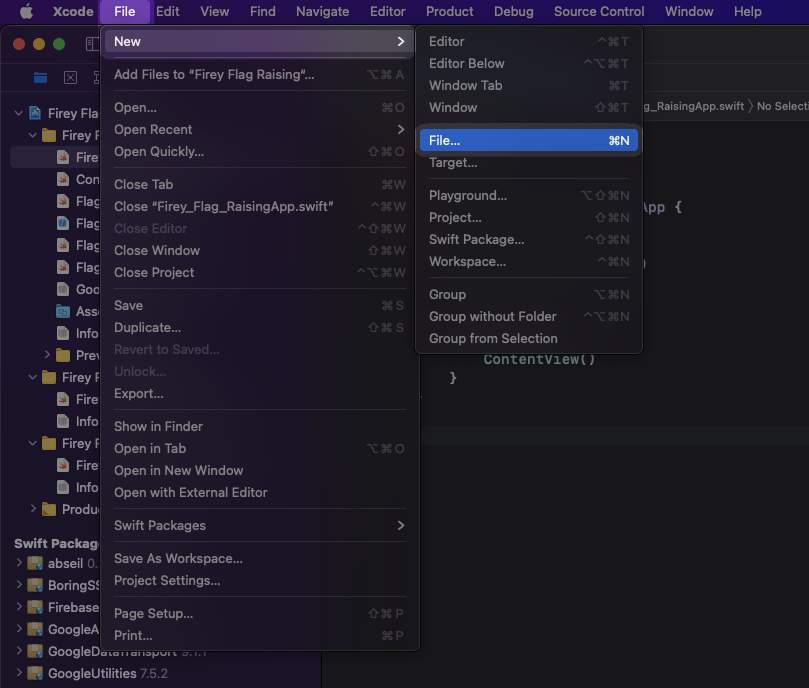 Xcode File Edit View Find Navigate Editor Product Debug Source Control Window Help
New
Add Files to “Firey Flag Raising”... ⌥⌘A
Open... ⌘O
Open Recent
Open Quickly... ⇧⌘O
Close Tab ⌘W
Close “Firey_Flag_RaisingApp.swift” ^⌘W
Close Editor ^⇧⌘W
Close Window ⇧⌘W
Close Project ^⌥⌘W
Save ⌘S
Duplicate... ⇧⌘S
Revert to Saved...
Unlock...
Export...
Show in Finder
Open in Tab ⌥⌘O
Open in New Window
Open with External Editor
Swift Packages
Save As Workspace...
Project Settings...
Page Setup... ⇧⌘P
Print... ⌘P
Editor ^⌘T
Editor Below ^⌥⌘T
Window Tab ⌘T
Window ⇧⌘T
File... ⌘N
Target...
Playground... ⌥⇧⌘N
Project... ⇧⌘N
Swift Package... ^⇧⌘N
Workspace... ^⌘N
Group ⌥⌘N
Group without Folder ^⌥⌘N
Group from Selection
Firey Fla
Firey F
Firey
Con
Flag
Flag
Flag
Flag
Goo
Asse
Info
Prev
Firey F
Firey
Info
Firey F
Firey
Info
Produc
Swift Packag
abseil 0.
BoringSS
Firebase
GoogleA
GoogleDataTransport 9.1.1
GoogleUtilities 7.5.2
g_RaisingApp.swift 〉 No Selecti
App {
)
ContentView()
}